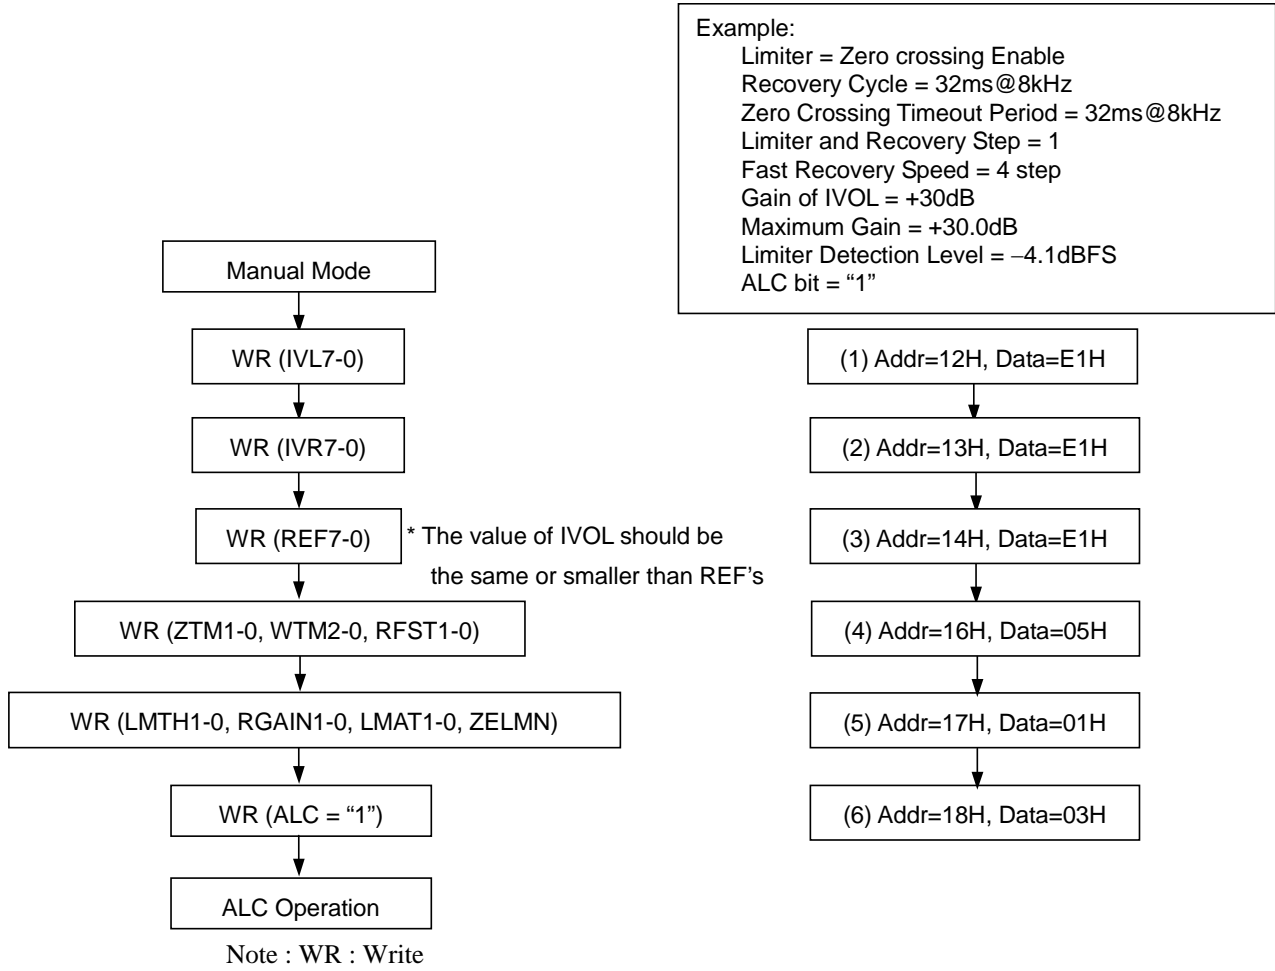 Example:
Limiter = Zero crossing Enable
Recovery Cycle = 32ms@8kHz
Zero Crossing Timeout Period = 32ms@8kHz
Limiter and Recovery Step = 1
Fast Recovery Speed = 4 step
Gain of IVOL = +30dB
Maximum Gain = +30.0dB
Limiter Detection Level = −4.1dBFS
ALC bit = “1”
Manual Mode
WR (IVL7-0)
WR (IVR7-0)
WR (REF7-0)
* The value of IVOL should be
the same or smaller than REF’s
WR (ZTM1-0, WTM2-0, RFST1-0)
WR (LMTH1-0, RGAIN1-0, LMAT1-0, ZELMN)
WR (ALC = “1”)
ALC Operation
Note : WR : Write
(1) Addr=12H, Data=E1H
(2) Addr=13H, Data=E1H
(3) Addr=14H, Data=E1H
(4) Addr=16H, Data=05H
(5) Addr=17H, Data=01H
(6) Addr=18H, Data=03H